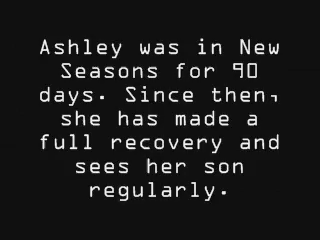 Ashley was in New
Seasons for 90
days. Since then,
she has made a
full recovery and
sees her son
regularly.